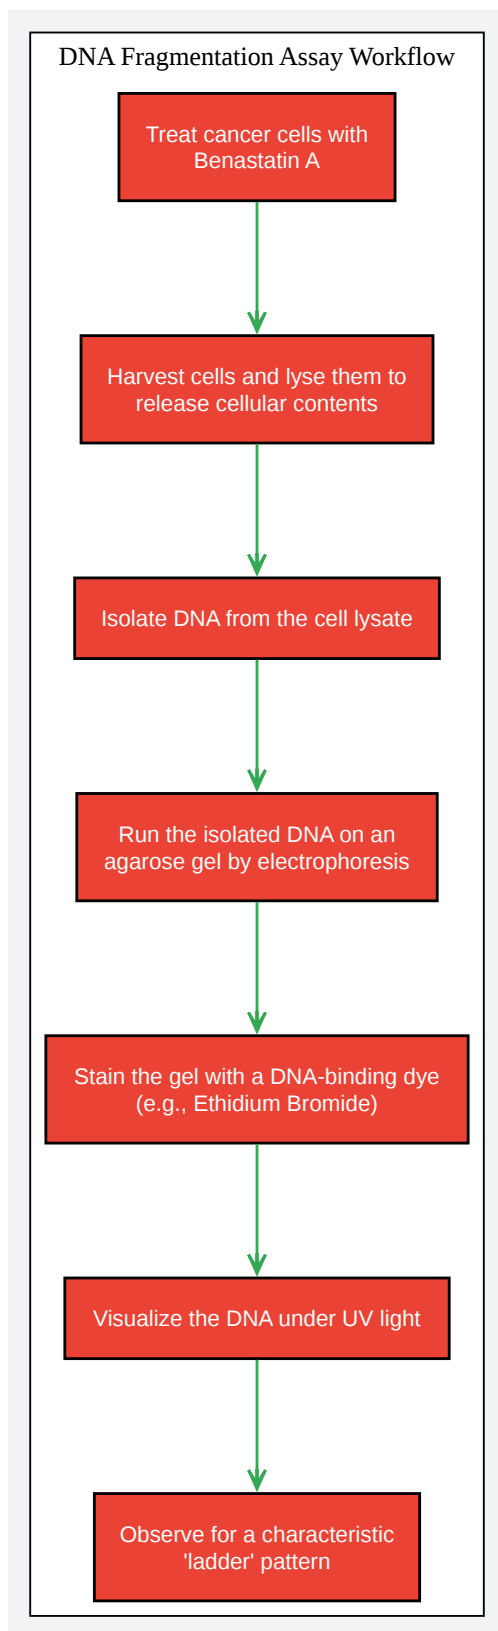 DNA Fragmentation Assay Workflow
Treat cancer cells with
Benastatin A
Harvest cells and lyse them to
release cellular contents
Isolate DNA from the cell lysate
Run the isolated DNA on an
agarose gel by electrophoresis
Stain the gel with a DNA-binding dye
(e.g., Ethidium Bromide)
Visualize the DNA under UV light
Observe for a characteristic
'ladder' pattern